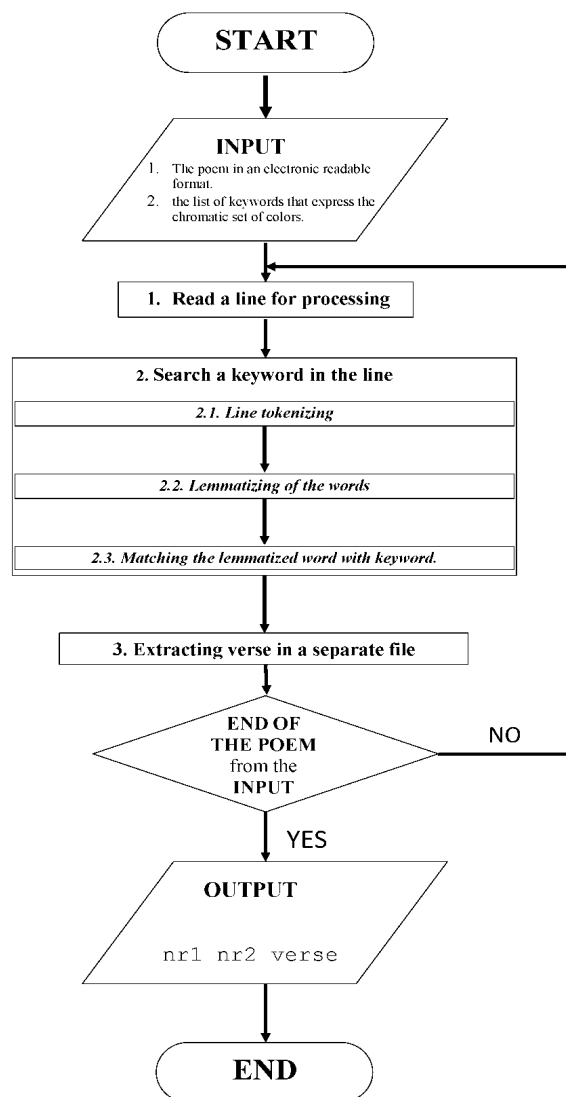 START
INPUT
1. The poem in an electronic readable
format.
2. the list of keywords that express the
chromatic set of colors.
1. Read a line for processing
2. Search a keyword in the line
2.1. Line tokenizing
2.2. Lemmatizing of the words
2.3. Matching the lemmatized word with keyword.
3. Extracting verse in a separate file
END OF
THE POEM
from the
INPUT
NO
YES
OUTPUT
nr1 nr2 verse
END